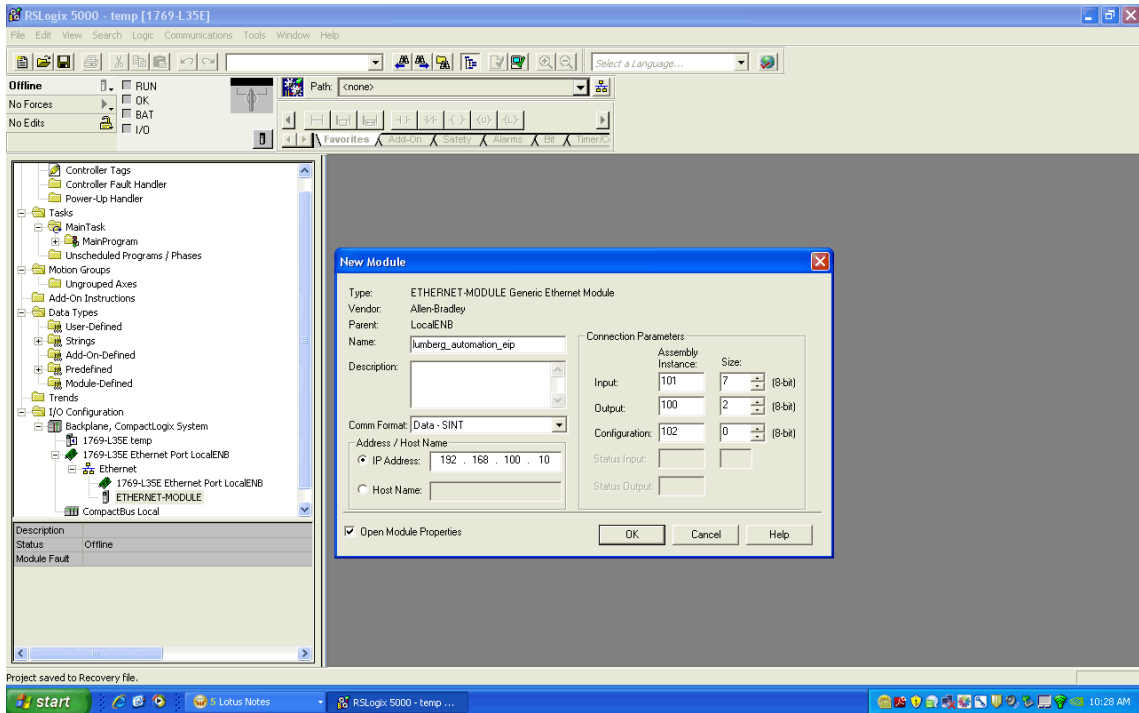 RSLogix 5000 - temp [1769-L35E]
File Edit View Search Logic Communications Tools Window Help
Select a Language...
Offline
RUN
Path: <none>
No Forces
OK
No Edits
BAT
I/O
Favorites Add-On Safety Alarms Bit Timer/C
Controller Tags
Controller Fault Handler
Power-Up Handler
Tasks
MainTask
MainProgram
Unscheduled Programs / Phases
Motion Groups
Ungrouped Axes
Add-On Instructions
Data Types
User-Defined
Strings
Add-On-Defined
Predefined
Module-Defined
Trends
I/O Configuration
Backplane, CompactLogix System
1769-L35E temp
1769-L35E Ethernet Port LocalENB
Ethernet
1769-L35E Ethernet Port LocalENB
ETHERNET-MODULE
CompactBus Local
Description
Status Offline
Module Fault
New Module
Type: ETHERNET-MODULE Generic Ethernet Module
Vendor: Allen-Bradley
Parent: LocalENB
Name: lumberg_automation_eip
Description:
Comm Format: Data - SINT
Address / Host Name
IP Address: 192 . 168 . 100 . 10
Host Name:
Connection Parameters
Assembly
Instance: Size:
Input: 101 7 (8-bit)
Output: 100 2 (8-bit)
Configuration: 102 0 (8-bit)
Status Input:
Status Output:
Open Module Properties
OK Cancel Help
Project saved to Recovery file.
start
5 Lotus Notes
RSLogix 5000 - temp ...
10:28 AM